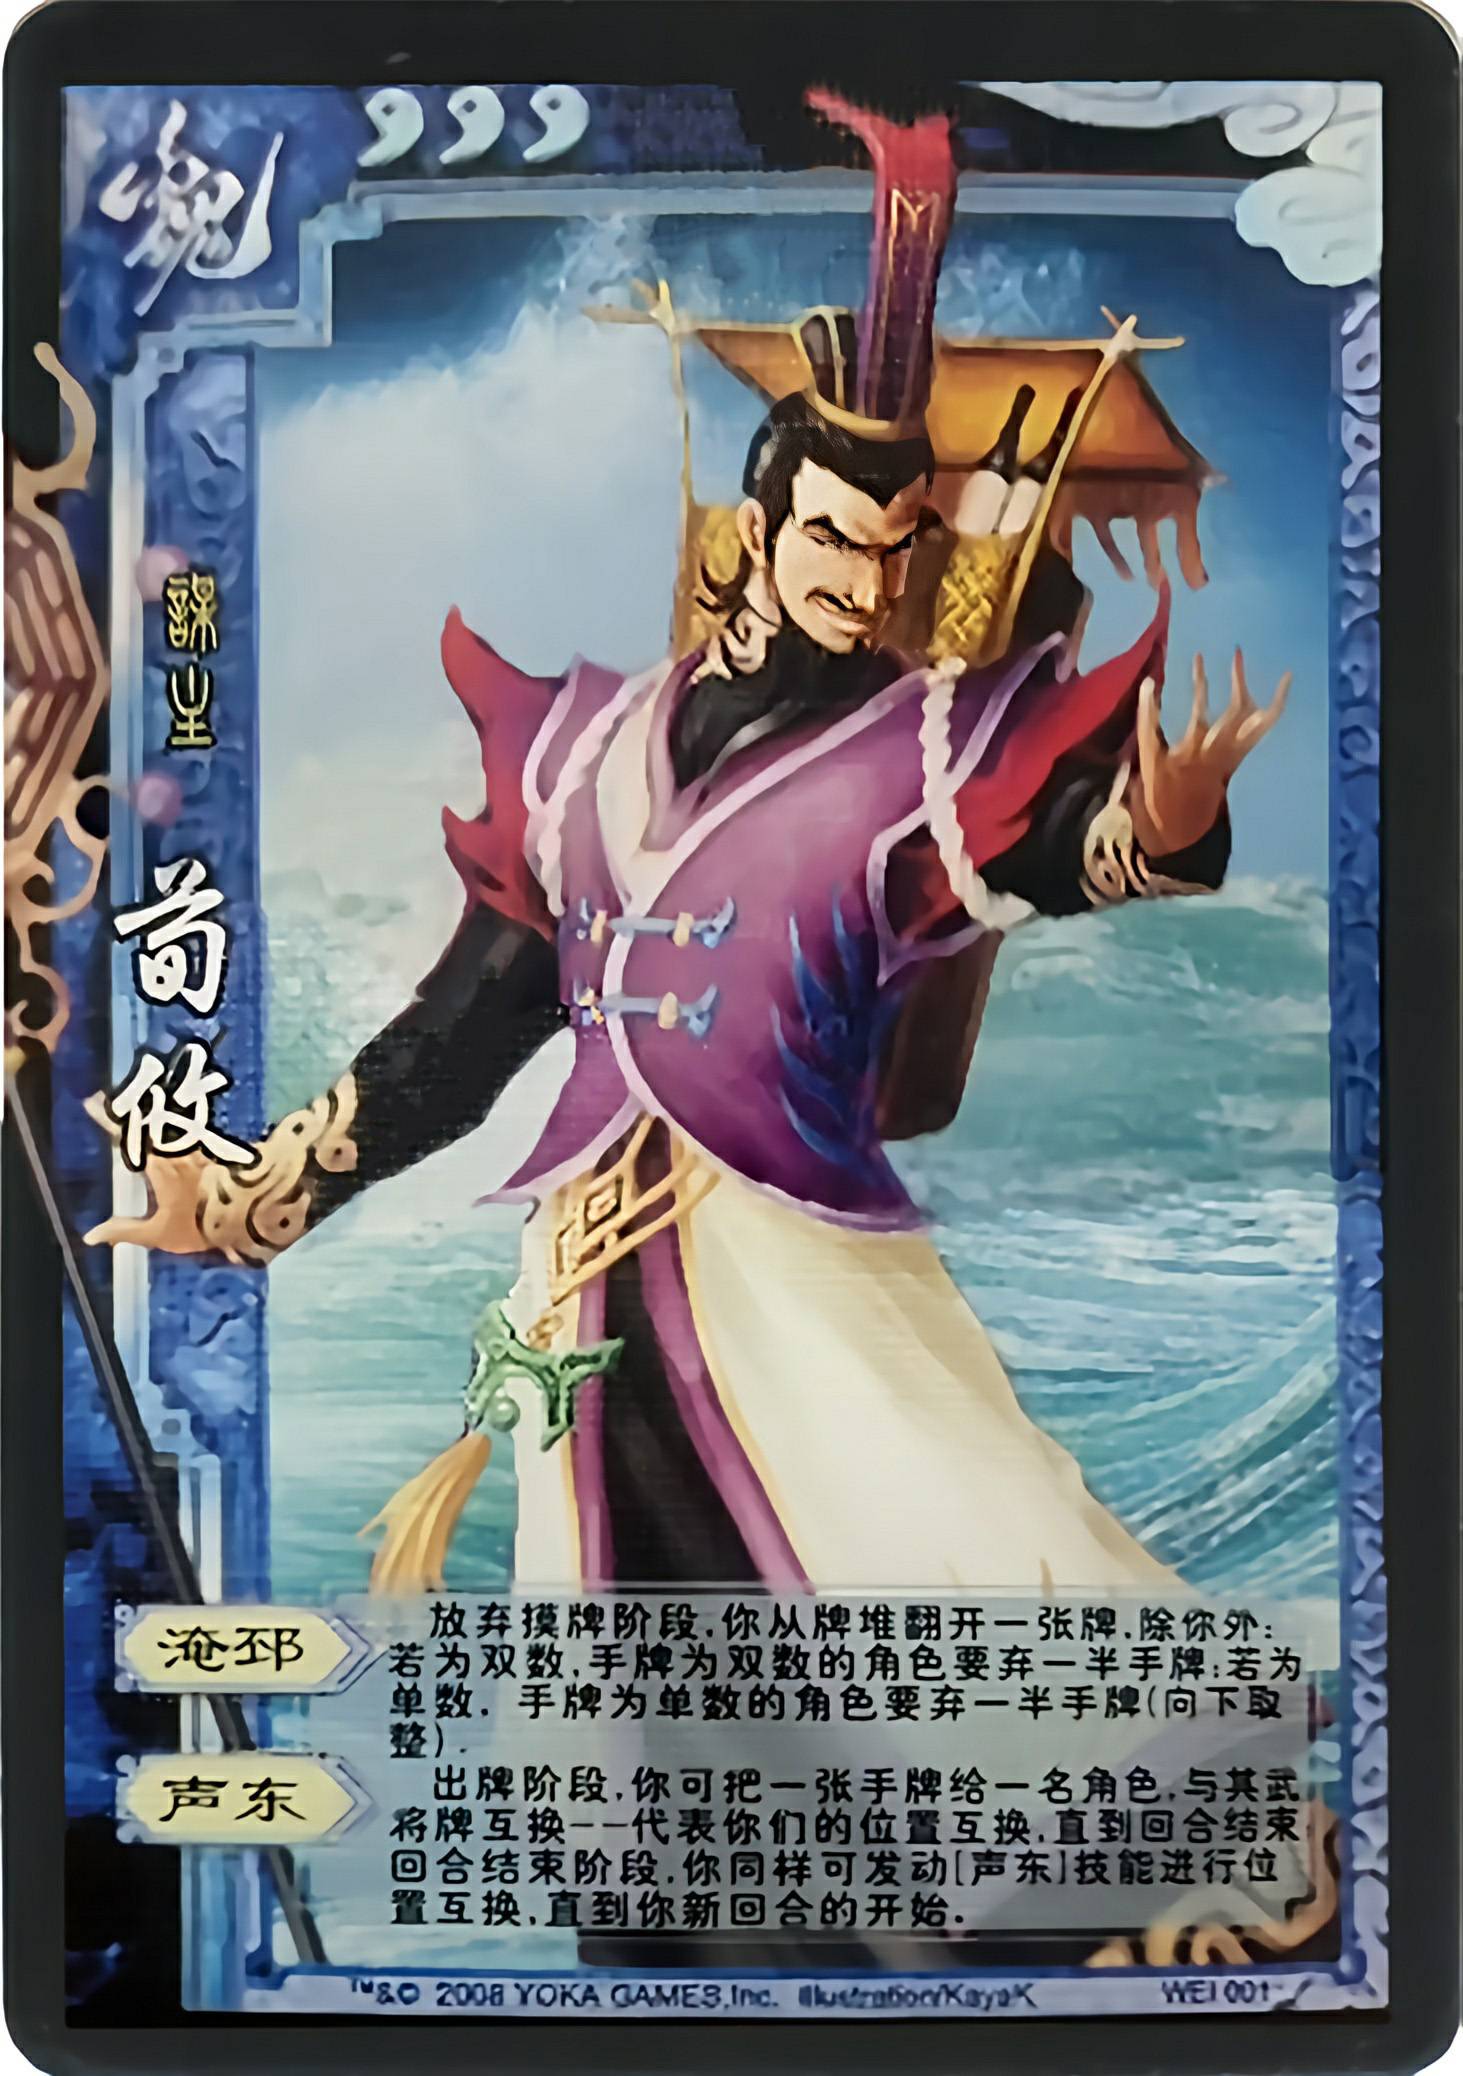 魂
謀主
荀攸
淹邳
放弃摸牌阶段,你从牌堆翻开一张牌.除你外:
若为双数,手牌为双数的角色要弃一半手牌;若为
单数. 手牌为单数的角色要弃一半手牌(向下取
整).
声东
出牌阶段,你可把一张手牌给一名角色,与其武
将牌互换--代表你们的位置互换.直到回合结束
回合结束阶段,你同样可发动[声东]技能进行位
置互换,直到你新回合的开始.
™&© 2008 YOKA GAMES,Inc. illustration/KayaK
WEI 001